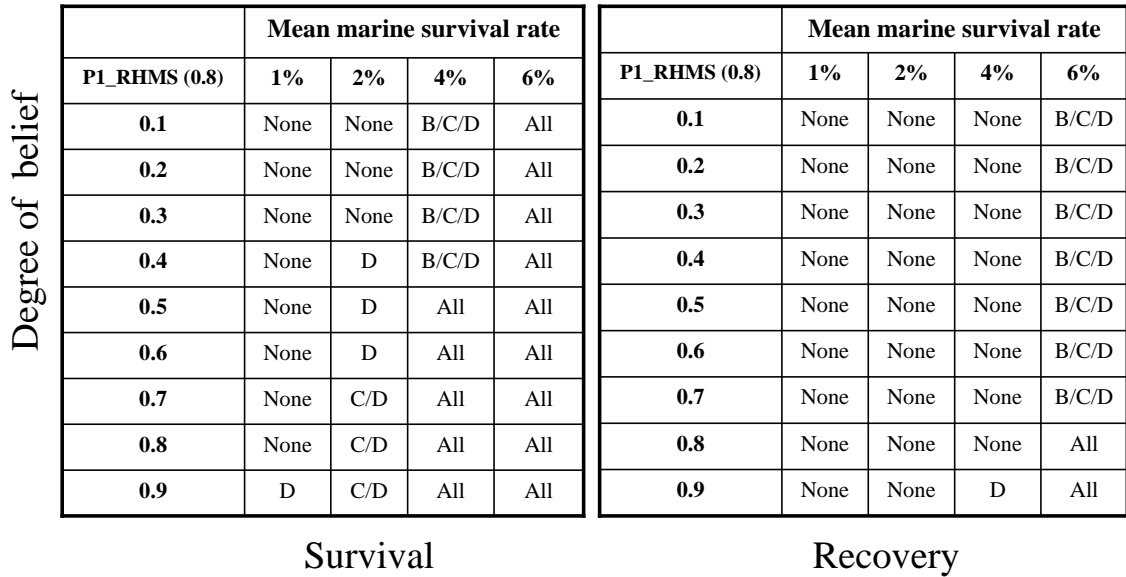 Degree of belief
Mean marine survival rate
P1_RHMS (0.8) 1% 2% 4% 6%
0.1 None None B/C/D All
0.2 None None B/C/D All
0.3 None None B/C/D All
0.4 None D B/C/D All
0.5 None D All All
0.6 None D All All
0.7 None C/D All All
0.8 None C/D All All
0.9 D C/D All All
Survival
Mean marine survival rate
P1_RHMS (0.8) 1% 2% 4% 6%
0.1 None None None B/C/D
0.2 None None None B/C/D
0.3 None None None B/C/D
0.4 None None None B/C/D
0.5 None None None B/C/D
0.6 None None None B/C/D
0.7 None None None B/C/D
0.8 None None None All
0.9 None None D All
Recovery